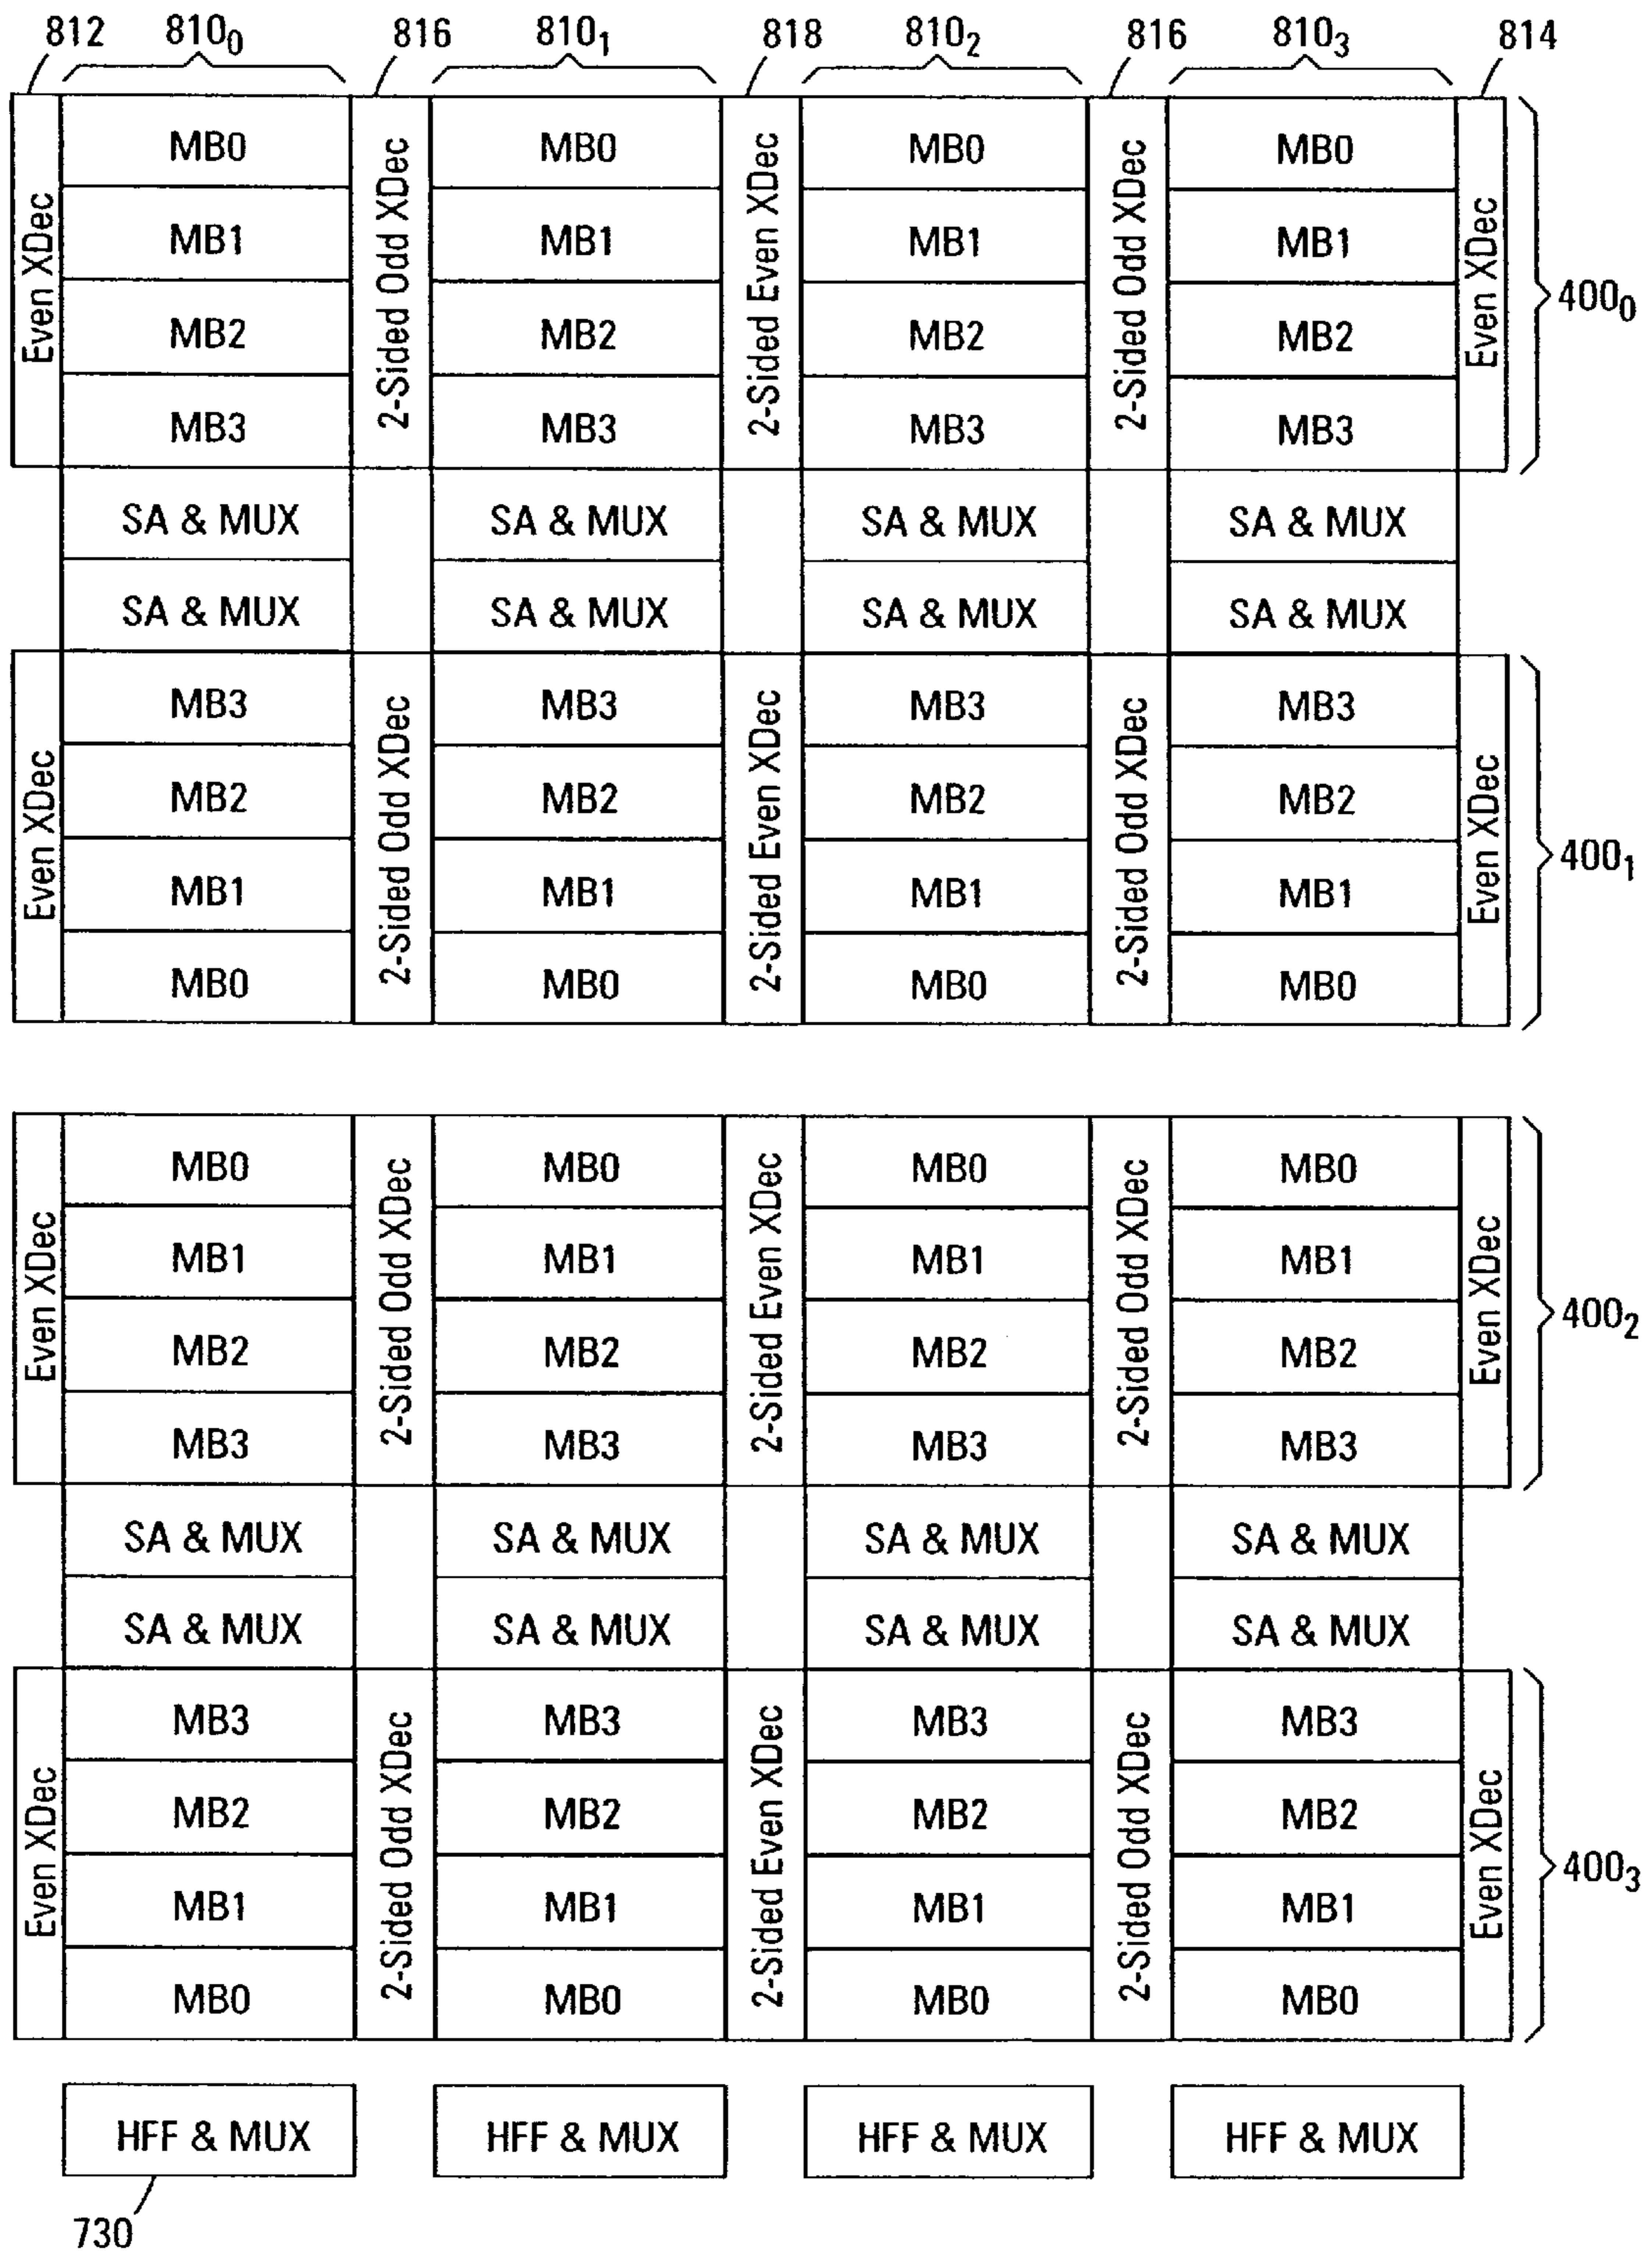 812 810₀ 816 810₁ 818 810₂ 816 810₃ 814
Even XDec 2-Sided Odd XDec 2-Sided Even XDec 2-Sided Odd XDec Even XDec
MB0 MB0 MB0 MB0
MB1 MB1 MB1 MB1
400₀
MB2 MB2 MB2 MB2
MB3 MB3 MB3 MB3
SA & MUX SA & MUX SA & MUX SA & MUX
SA & MUX SA & MUX SA & MUX SA & MUX
Even XDec 2-Sided Odd XDec 2-Sided Even XDec 2-Sided Odd XDec Even XDec
MB3 MB3 MB3 MB3
MB2 MB2 MB2 MB2
400₁
MB1 MB1 MB1 MB1
MB0 MB0 MB0 MB0
Even XDec 2-Sided Odd XDec 2-Sided Even XDec 2-Sided Odd XDec Even XDec
MB0 MB0 MB0 MB0
MB1 MB1 MB1 MB1
400₂
MB2 MB2 MB2 MB2
MB3 MB3 MB3 MB3
SA & MUX SA & MUX SA & MUX SA & MUX
SA & MUX SA & MUX SA & MUX SA & MUX
Even XDec 2-Sided Odd XDec 2-Sided Even XDec 2-Sided Odd XDec Even XDec
MB3 MB3 MB3 MB3
MB2 MB2 MB2 MB2
400₃
MB1 MB1 MB1 MB1
MB0 MB0 MB0 MB0
HFF & MUX HFF & MUX HFF & MUX HFF & MUX
730